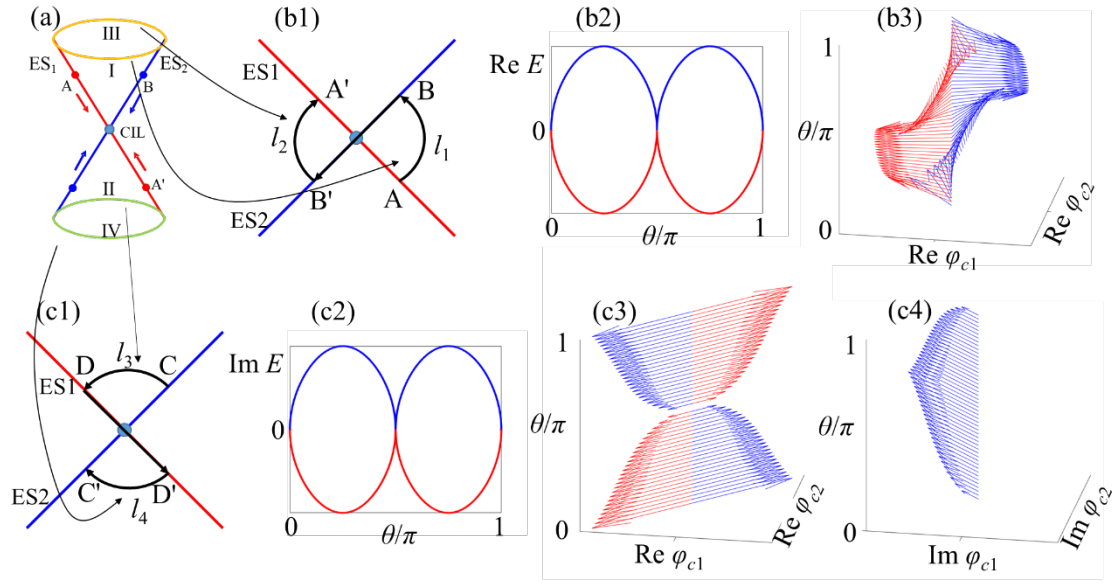 (a)
III
ES₁
I
ES₂
A
B
CIL
II
A'
IV
(b1)
ES1
A'
B
l₂
l₁
B'
A
ES2
(b2)
Re E
0
0
θ/π
1
(b3)
1
θ/π
0
Re φc1
Re φc2
(c1)
D
l₃
C
ES1
ES2
C'
D'
l₄
(c2)
Im E
0
0
θ/π
1
(c3)
1
θ/π
0
Re φc1
Re φc2
(c4)
1
θ/π
0
Im φc1
Im φc2